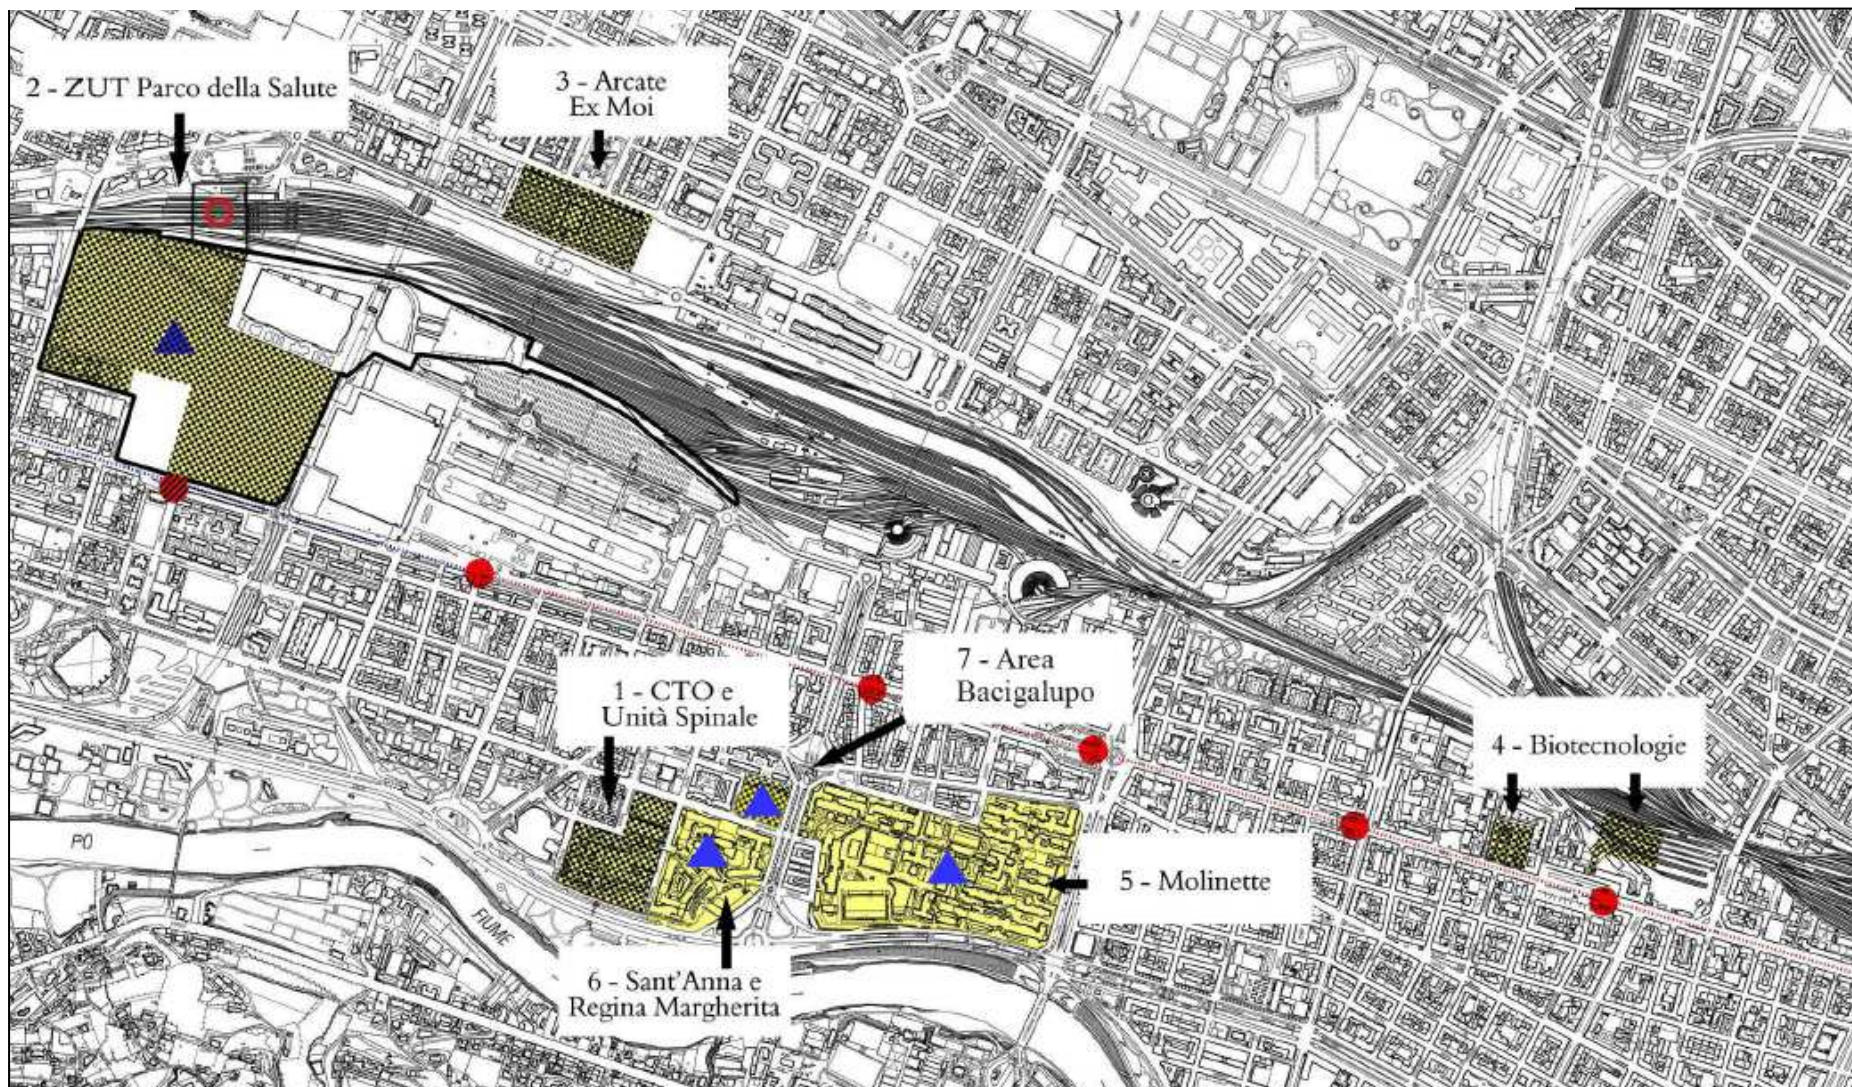 2 - ZUT Parco della Salute
3 - Arcate
Ex Moi
7 - Area
Bacigalupo
1 - CTO e
Unità Spinale
4 - Biotecnologie
PO
5 - Molinette
FIUME
6 - Sant'Anna e
Regina Margherita